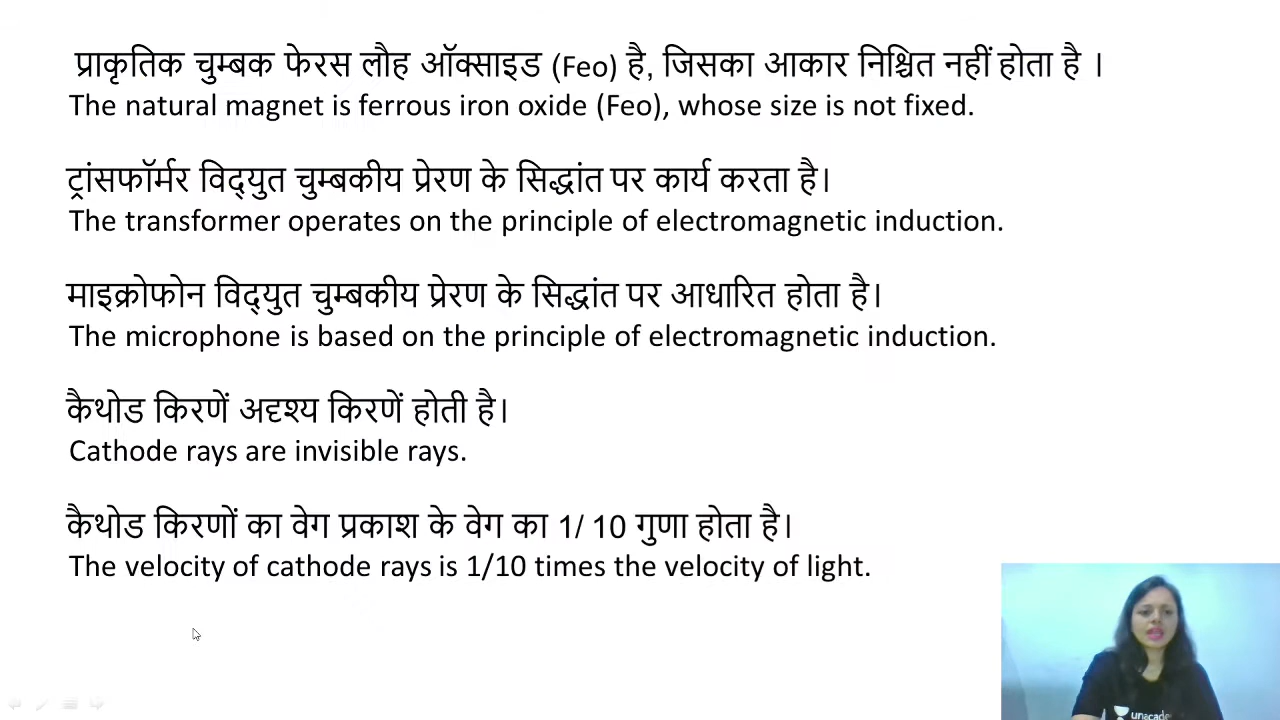 प्राकृतिक चुम्बक फेरस लौह ऑक्साइड (Feo) है, जिसका आकार निश्चित नहीं होता है ।
The natural magnet is ferrous iron oxide (Feo), whose size is not fixed.
ट्रांसफॉर्मर विद्युत चुम्बकीय प्रेरण के सिद्धांत पर कार्य करता है।
The transformer operates on the principle of electromagnetic induction.
माइक्रोफोन विद्युत चुम्बकीय प्रेरण के सिद्धांत पर आधारित होता है।
The microphone is based on the principle of electromagnetic induction.
कैथोड किरणें अदृश्य किरणें होती है।
Cathode rays are invisible rays.
कैथोड किरणों का वेग प्रकाश के वेग का 1/ 10 गुणा होता है।
The velocity of cathode rays is 1/10 times the velocity of light.